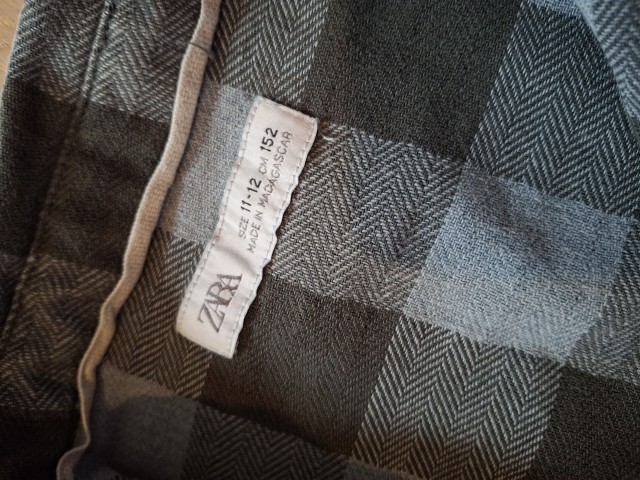 ZARA
SIZE 11-12 CM 152
MADE IN MADAGASCAR